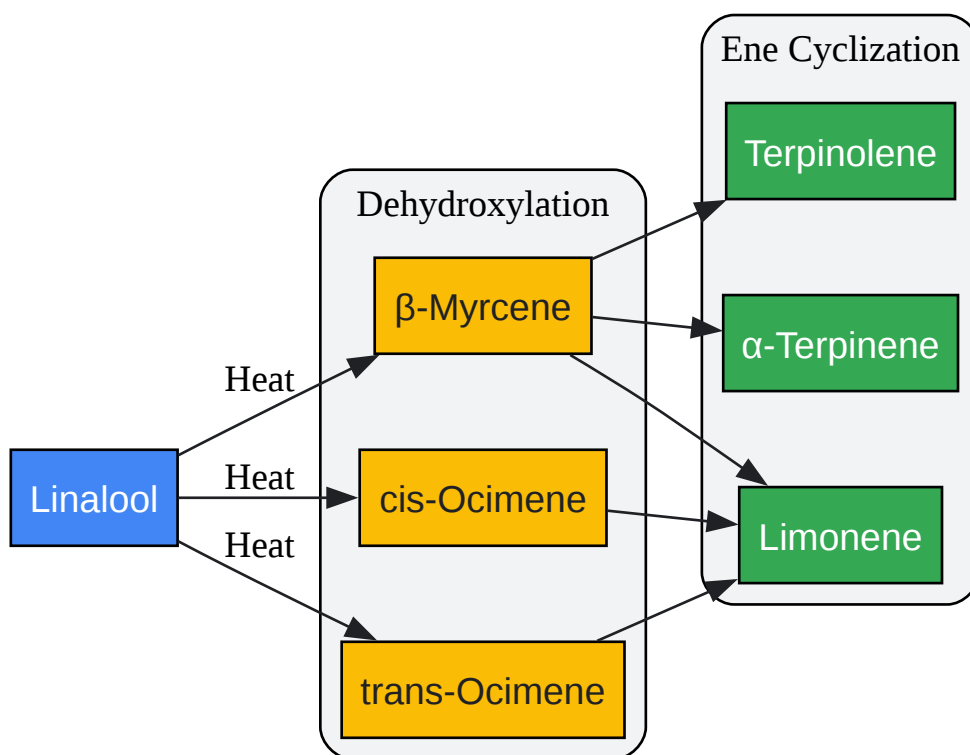 Ene Cyclization
Terpinolene
Dehydroxylation
β-Myrcene
α-Terpinene
Heat
Linalool
Heat
cis-Ocimene
Limonene
Heat
trans-Ocimene